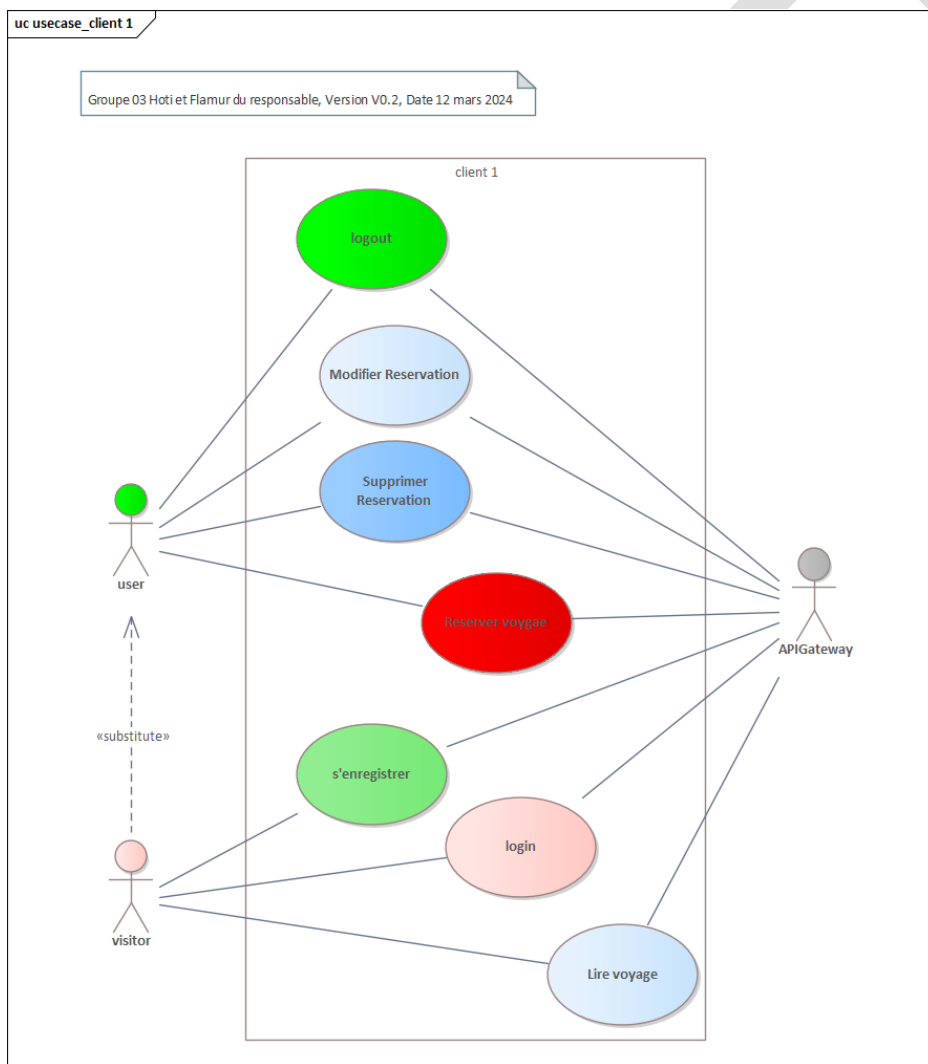 uc usecase_client 1
Groupe 03 Hoti et Flamur du responsable, Version V0.2, Date 12 mars 2024
client 1
logout
Modifier Reservation
Supprimer
Reservation
user
Reserver voygae
APIGateway
«substitute»
s'enregistrer
login
visitor
Lire voyage